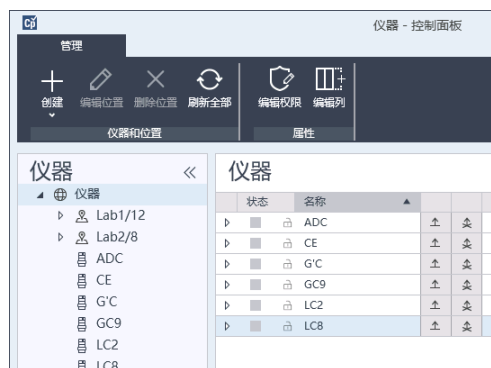 仪器 - 控制面板
管理
创建 编辑位置 删除位置 刷新全部 编辑权限 编辑列
仪器和位置 属性
仪器
仪器
Lab1/12
Lab2/8
ADC
CE
G'C
GC9
LC2
LC8
仪器
状态 名称
ADC
CE
G'C
GC9
LC2
LC8